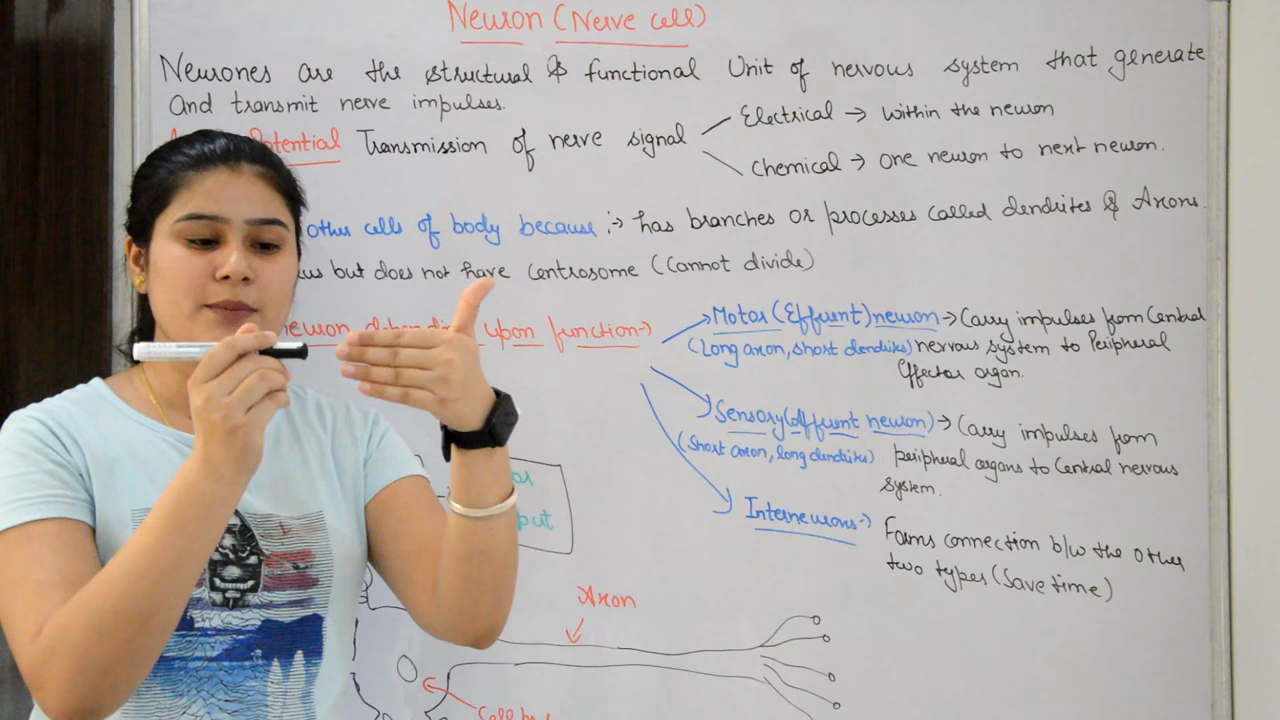 Neuron (Nerve cell)
Neurones are the structural & functional Unit of nervous system that generate
and transmit nerve impulses.
Potential Transmission of nerve signal
Electrical → within the neuron
Chemical → one neuron to next neuron.
other cells of body because :→ has branches or processes called dendrites & Axons.
but does not have Centrosome (Cannot divide)
neuron upon function→
Motor (Efferent) neuron → Carry impulses from Central
(Long axon, short dendrites) nervous system to Peripheral
Effector organ.
Sensory (afferent neuron) → Carry impulses from
(Short axon, long dendrites) peripheral organs to Central nervous
system.
Interneurons →
Forms connection b/w the other
two types (Save time)
Axon